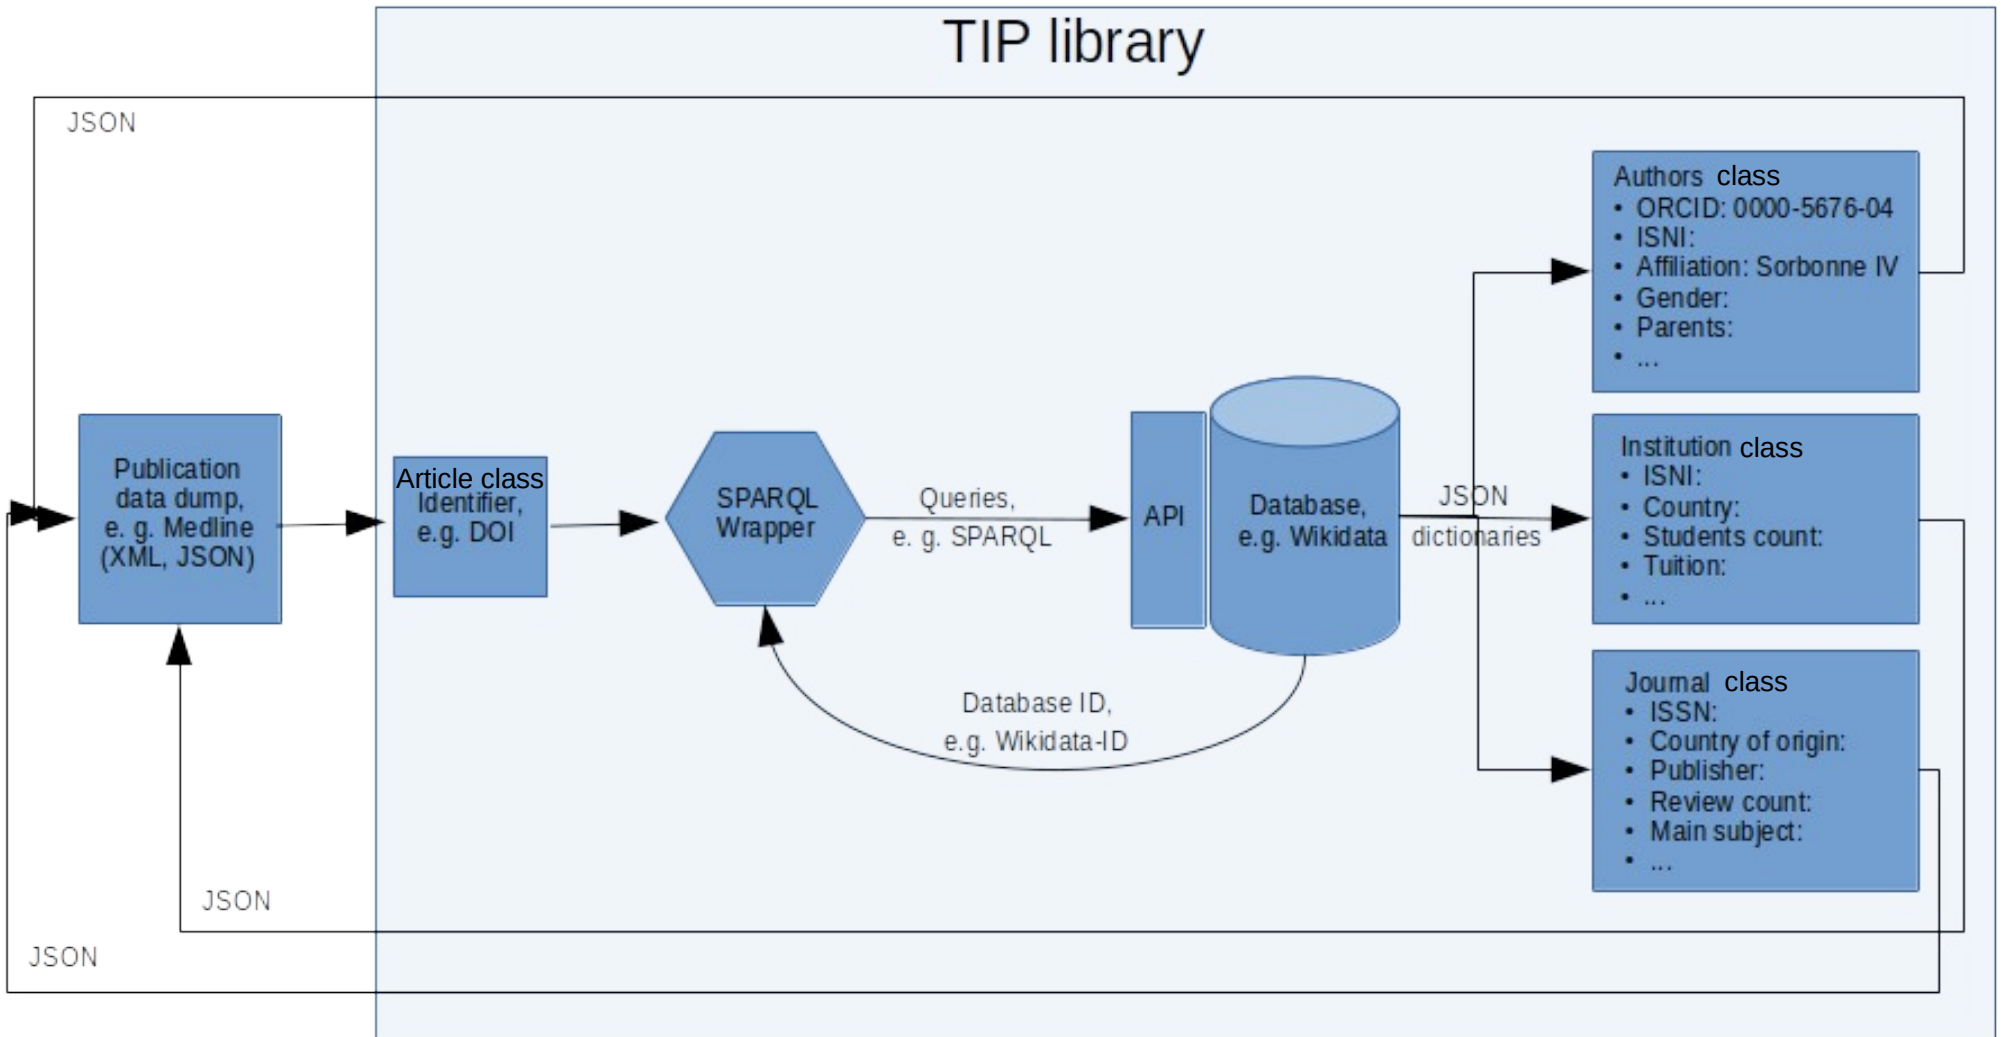 TIP library
JSON
Authors class
• ORCID: 0000-5676-04
• ISNI:
• Affiliation: Sorbonne IV
• Gender:
• Parents:
• ...
Publication
data dump,
e. g. Medline
(XML, JSON)
Article class
Identifier,
e.g. DOI
SPARQL
Wrapper
Queries,
e. g. SPARQL
API
Database,
e.g. Wikidata
JSON
dictionaries
Institution class
• ISNI:
• Country:
• Students count:
• Tuition:
• ...
Database ID,
e.g. Wikidata-ID
Journal class
• ISSN:
• Country of origin:
• Publisher:
• Review count:
• Main subject:
• ...
JSON
JSON